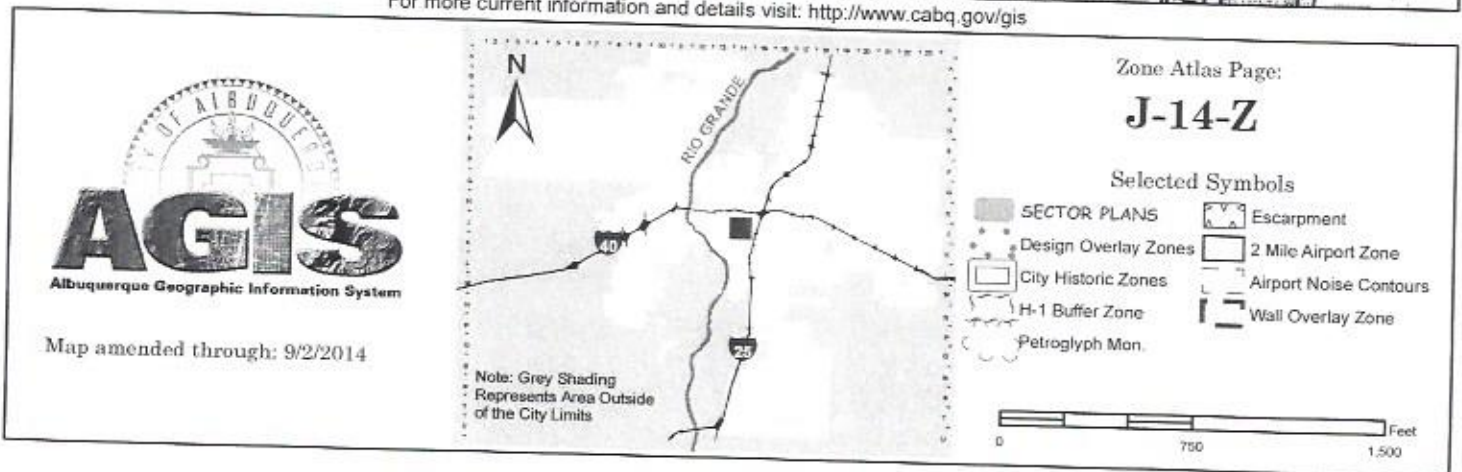 For more current information and details visit: http://www.cabq.gov/gis
AGIS
Albuquerque Geographic Information System
Map amended through: 9/2/2014
N
RIO GRANDE
40
25
Note: Grey Shading
Represents Area Outside
of the City Limits
Zone Atlas Page:
J-14-Z
Selected Symbols
SECTOR PLANS
Design Overlay Zones
City Historic Zones
H-1 Buffer Zone
Petroglyph Mon.
Escarpment
2 Mile Airport Zone
Airport Noise Contours
Wall Overlay Zone
Feet
0
750
1,500